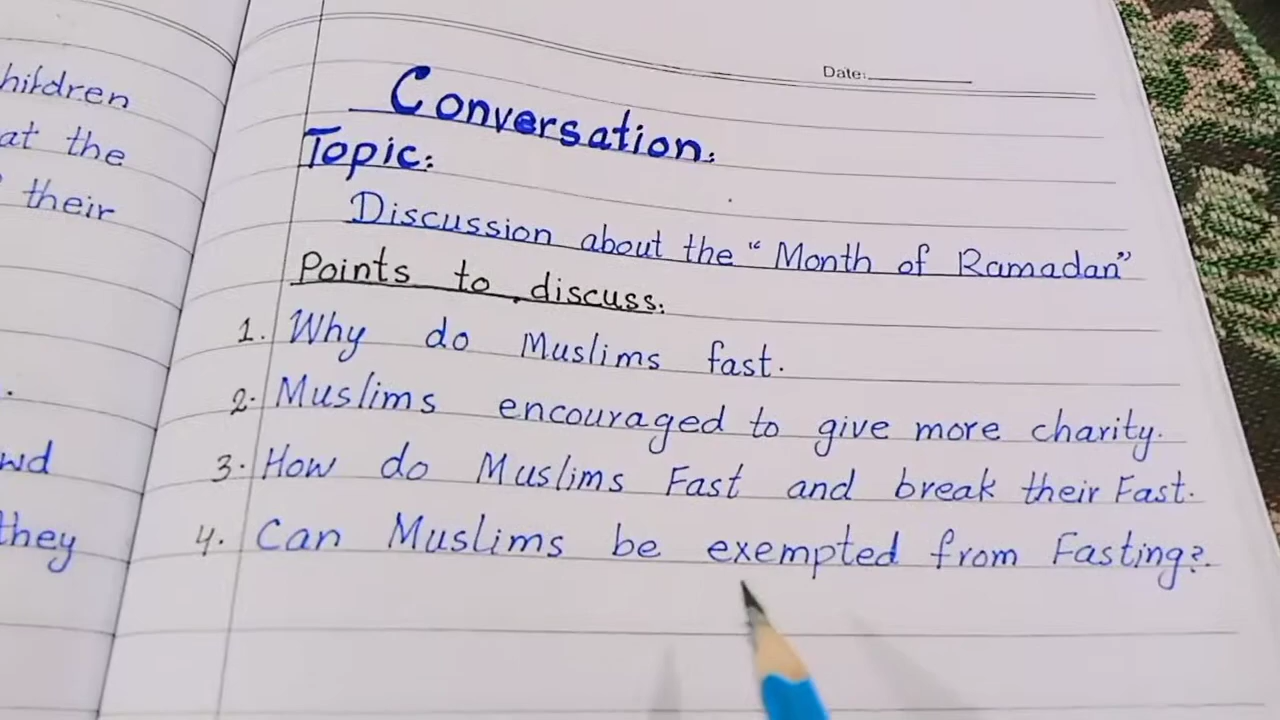 hildren
at the
their
wd
they
Date:
Conversation:
Topic:
Discussion about the "Month of Ramadan"
Points to discuss:
1. Why do Muslims fast.
2. Muslims encouraged to give more charity.
3. How do Muslims Fast and break their Fast.
4. Can Muslims be exempted from Fasting?.